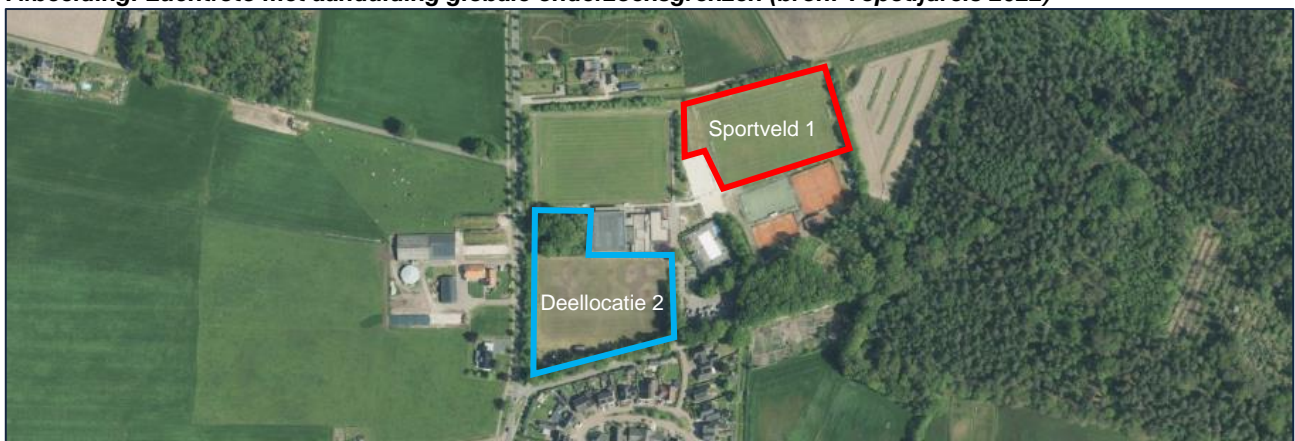 Afbeelding: Luchtfoto met aanduiding globale onderzoeksgrenzen (bron: Topotijdreis 2022)
Sportveld 1
Deellocatie 2